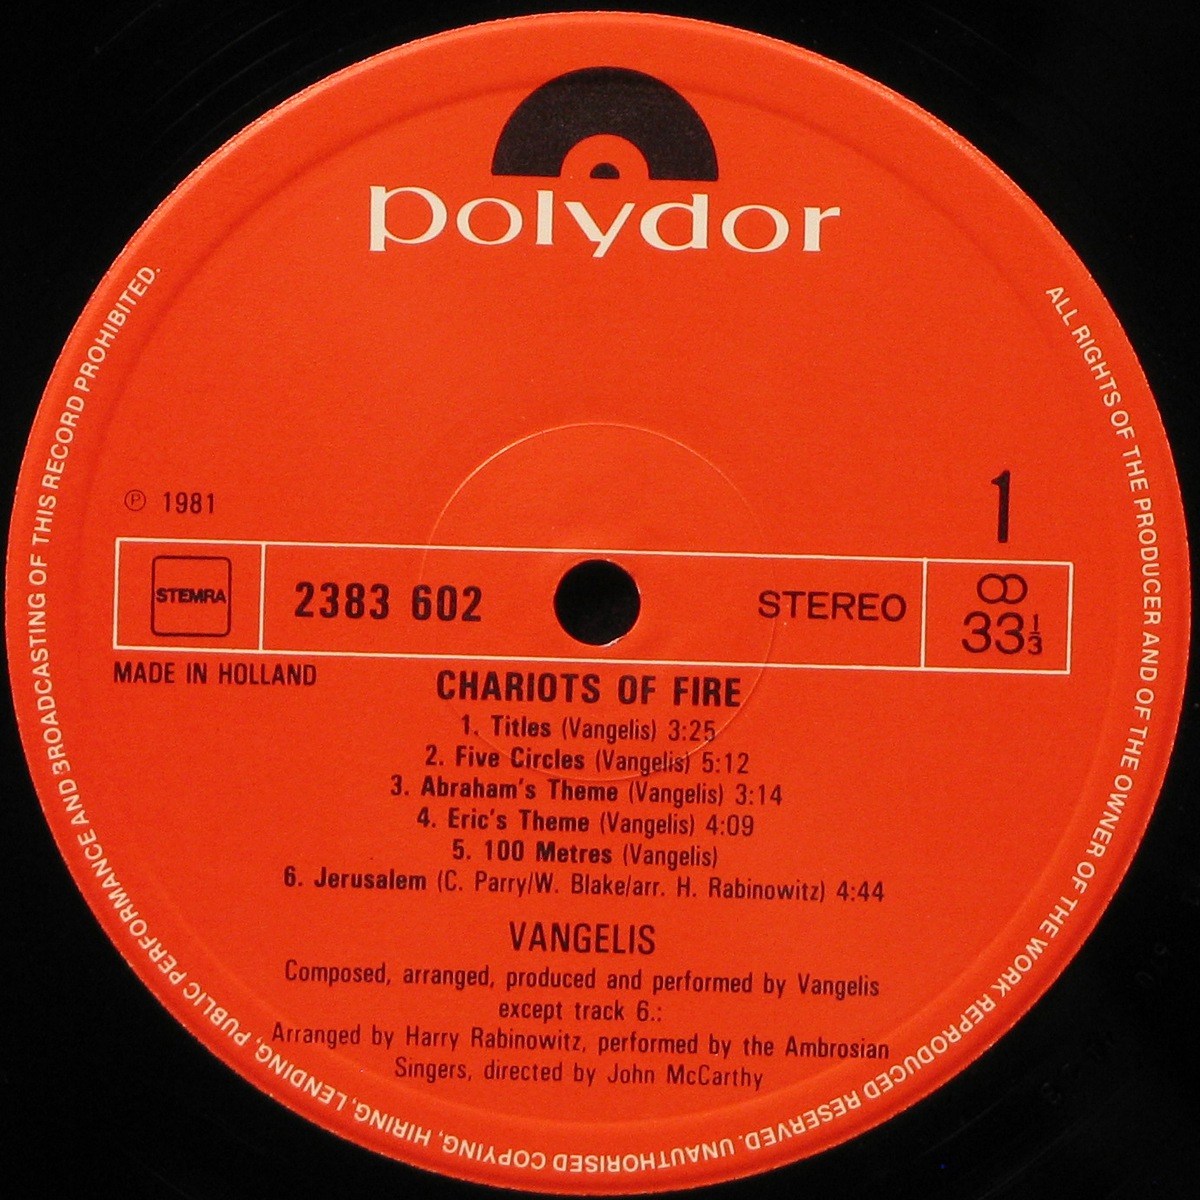 polydor
℗ 1981
1
STEMRA
2383 602
STEREO
33 1/3
MADE IN HOLLAND
CHARIOTS OF FIRE
1. Titles (Vangelis) 3:25
2. Five Circles (Vangelis) 5:12
3. Abraham's Theme (Vangelis) 3:14
4. Eric's Theme (Vangelis) 4:09
5. 100 Metres (Vangelis)
6. Jerusalem (C. Parry/W. Blake/arr. H. Rabinowitz) 4:44
VANGELIS
Composed, arranged, produced and performed by Vangelis
except track 6.:
Arranged by Harry Rabinowitz, performed by the Ambrosian
Singers, directed by John McCarthy
ALL RIGHTS OF THE PRODUCER AND OF THE OWNER OF THE WORK REPRODUCED RESERVED. UNAUTHORISED COPYING, HIRING, LENDING, PUBLIC PERFORMANCE AND BROADCASTING OF THIS RECORD PROHIBITED.